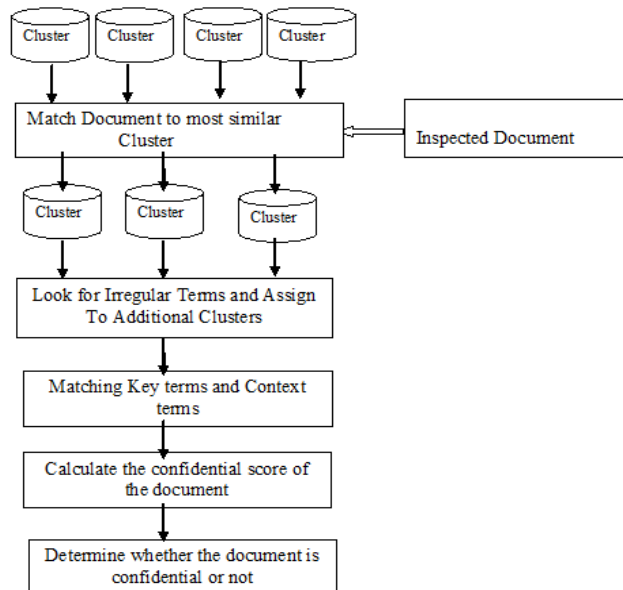 Cluster Cluster Cluster Cluster
Match Document to most similar
Cluster
Inspected Document
Cluster Cluster Cluster
Look for Irregular Terms and Assign
To Additional Clusters
Matching Key terms and Context
terms
Calculate the confidential score of
the document
Determine whether the document is
confidential or not